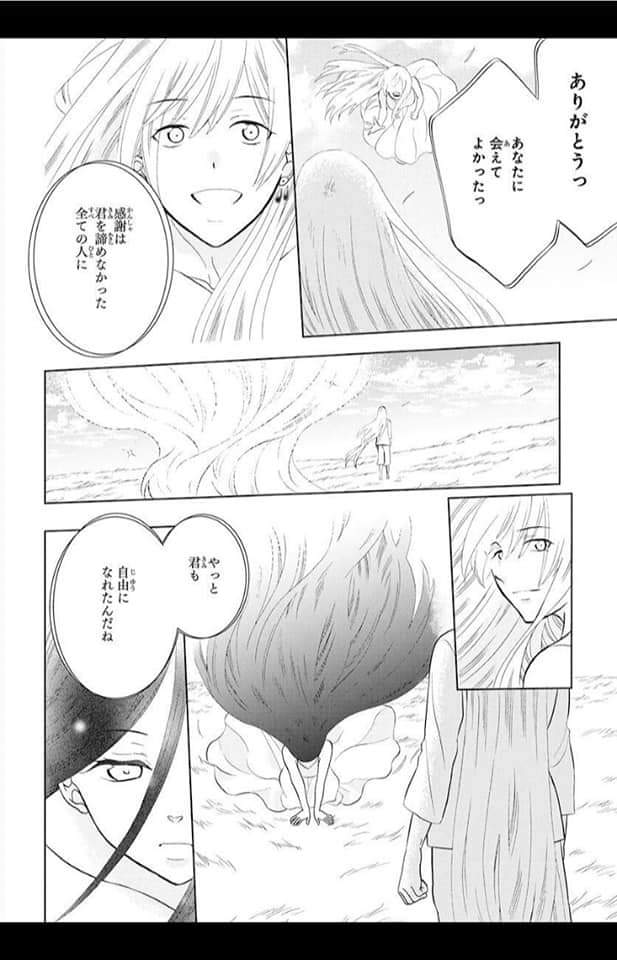 ありがとうっ
あなたに
会えて
よかったっ
感謝は
君を諦めなかった
全ての人に
やっと
君も
自由に
なれたんだね